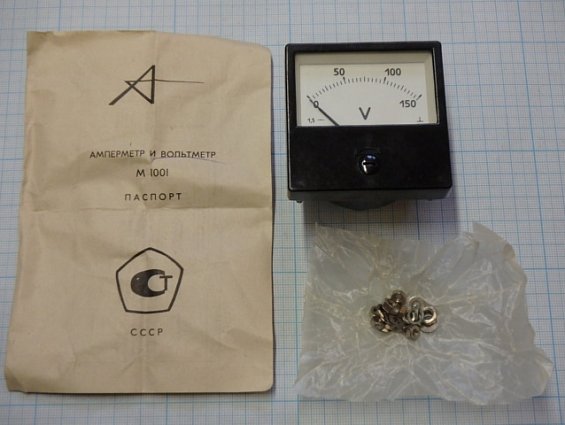 АМПЕРМЕТР И ВОЛЬТМЕТР
М 1001
ПАСПОРТ
СССР
50 100
0 150
V
1,5